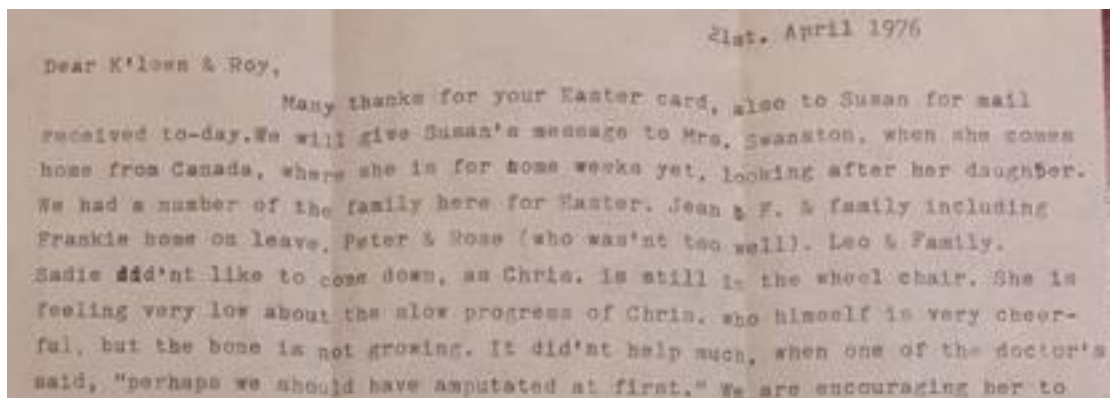 21st. April 1976
Dear K'leen & Roy,
Many thanks for your Easter card, also to Susan for mail
received to-day.We will give Susan's message to Mrs. Swanston, when she comes
home from Canada, where she is for some weeks yet, looking after her daughter.
We had a number of the family here for Easter. Jean & F. & family including
Frankie home on leave, Peter & Rose (who was'nt too well). Leo & Family.
Sadie did'nt like to come down, as Chris. is still in the wheel chair. She is
feeling very low about the slow progress of Chris. who himself is very cheer-
ful, but the bone is not growing. It did'nt help much, when one of the doctor's
said, "perhaps we should have amputated at first." We are encouraging her to